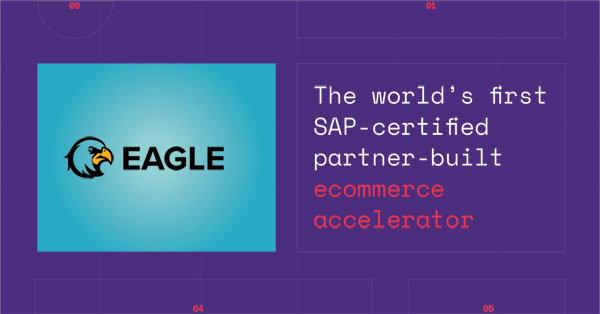 00
01
EAGLE
The world's first
SAP-certified
partner-built
ecommerce
accelerator
04
05